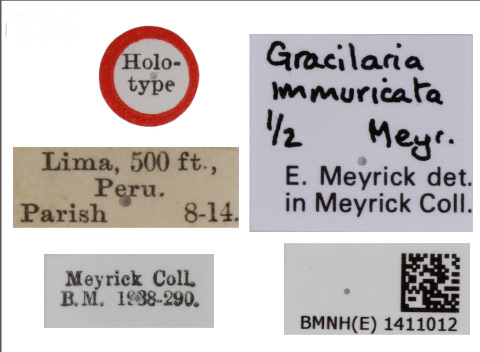 Holo-
type
Gracilaria
immuricata
1/2 Meyr.
E. Meyrick det.
in Meyrick Coll.
Lima, 500 ft.,
Peru.
Parish 8-14.
Meyrick Coll.
B.M. 1938-290.
BMNH(E) 1411012